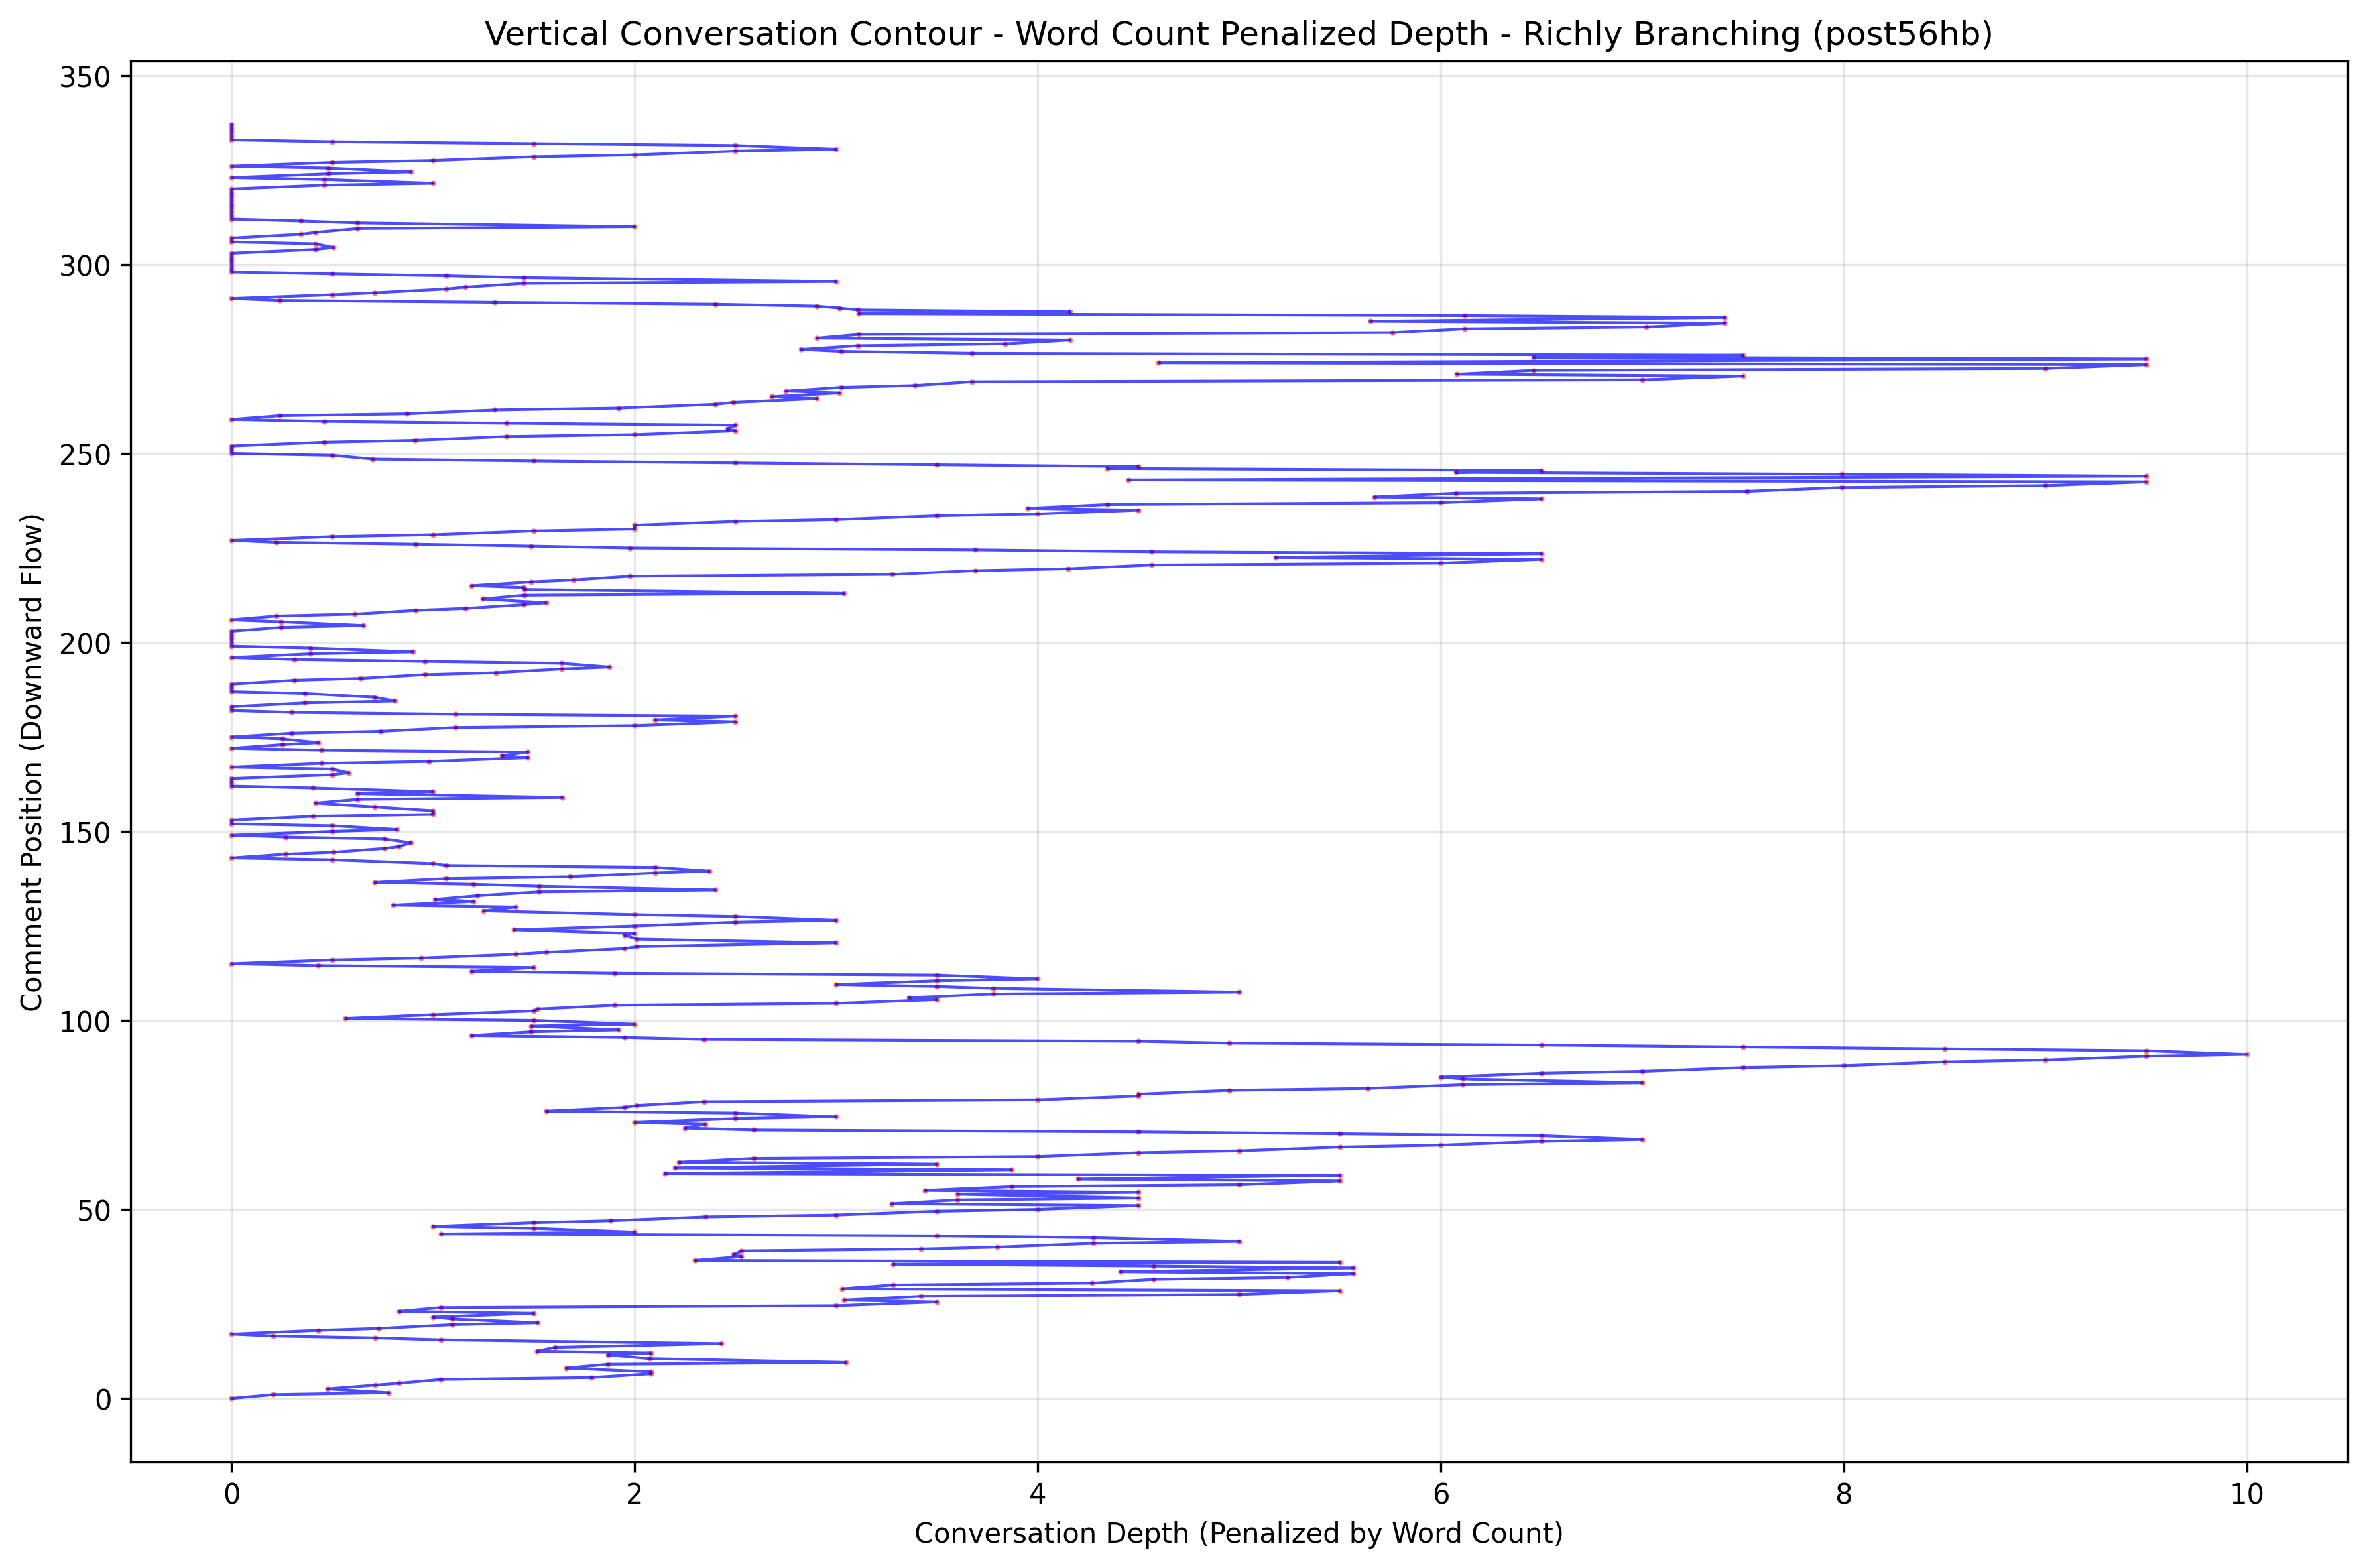 Vertical Conversation Contour - Word Count Penalized Depth - Richly Branching (post56hb)
350
300
250
200
150
100
50
0
Comment Position (Downward Flow)
0 2 4 6 8 10
Conversation Depth (Penalized by Word Count)